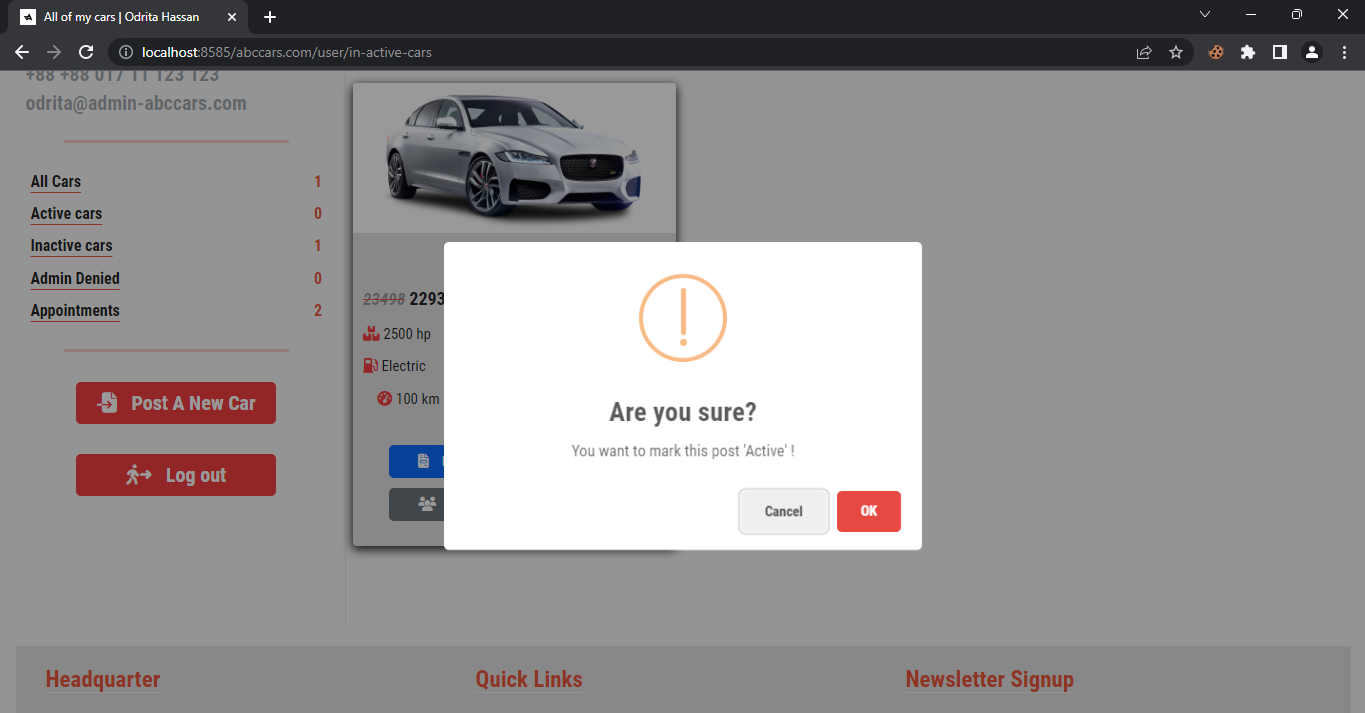 All of my cars | Odrita Hassan
localhost:8585/abccars.com/user/in-active-cars
+88 +88 017 11 123 123
odrita@admin-abccars.com
All Cars 1
Active cars 0
Inactive cars 1
Admin Denied 0
Appointments 2
Post A New Car
Log out
23498 2293
2500 hp
Electric
100 km
Are you sure?
You want to mark this post 'Active' !
Cancel
OK
Headquarter
Quick Links
Newsletter Signup